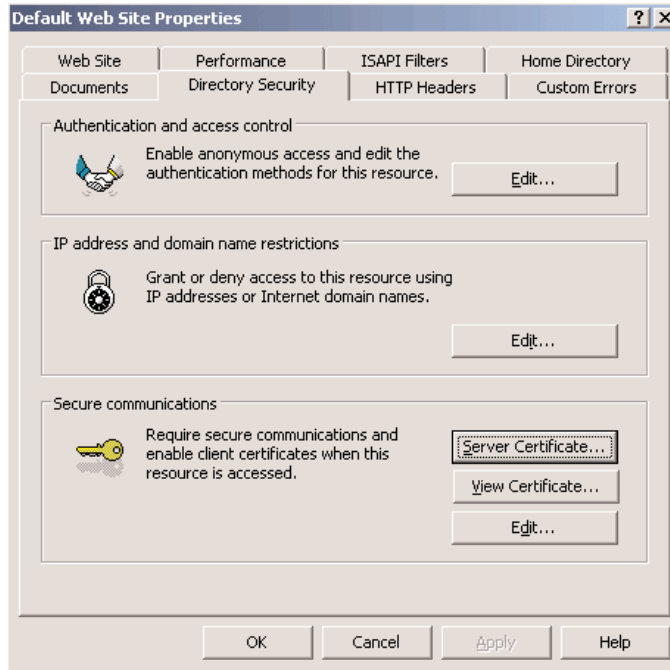 Default Web Site Properties
? X
Web Site Performance ISAPI Filters Home Directory
Documents Directory Security HTTP Headers Custom Errors
Authentication and access control
Enable anonymous access and edit the
authentication methods for this resource.
Edit...
IP address and domain name restrictions
Grant or deny access to this resource using
IP addresses or Internet domain names.
Edit...
Secure communications
Require secure communications and
enable client certificates when this
resource is accessed.
Server Certificate...
View Certificate...
Edit...
OK Cancel Apply Help